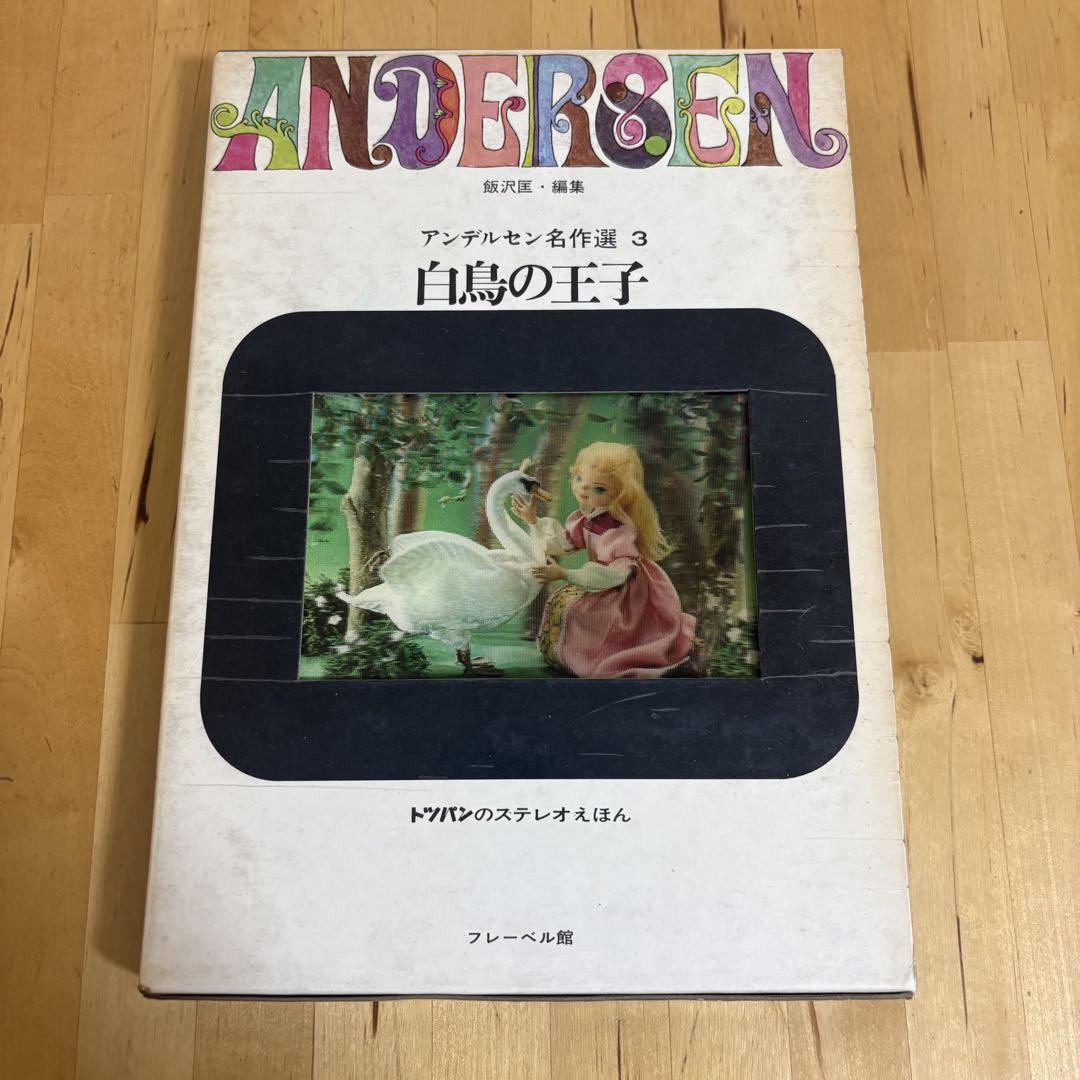 ANDERSEN
飯沢匡・編集
アンデルセン名作選 3
白鳥の王子
トッパンのステレオえほん
フレーベル館